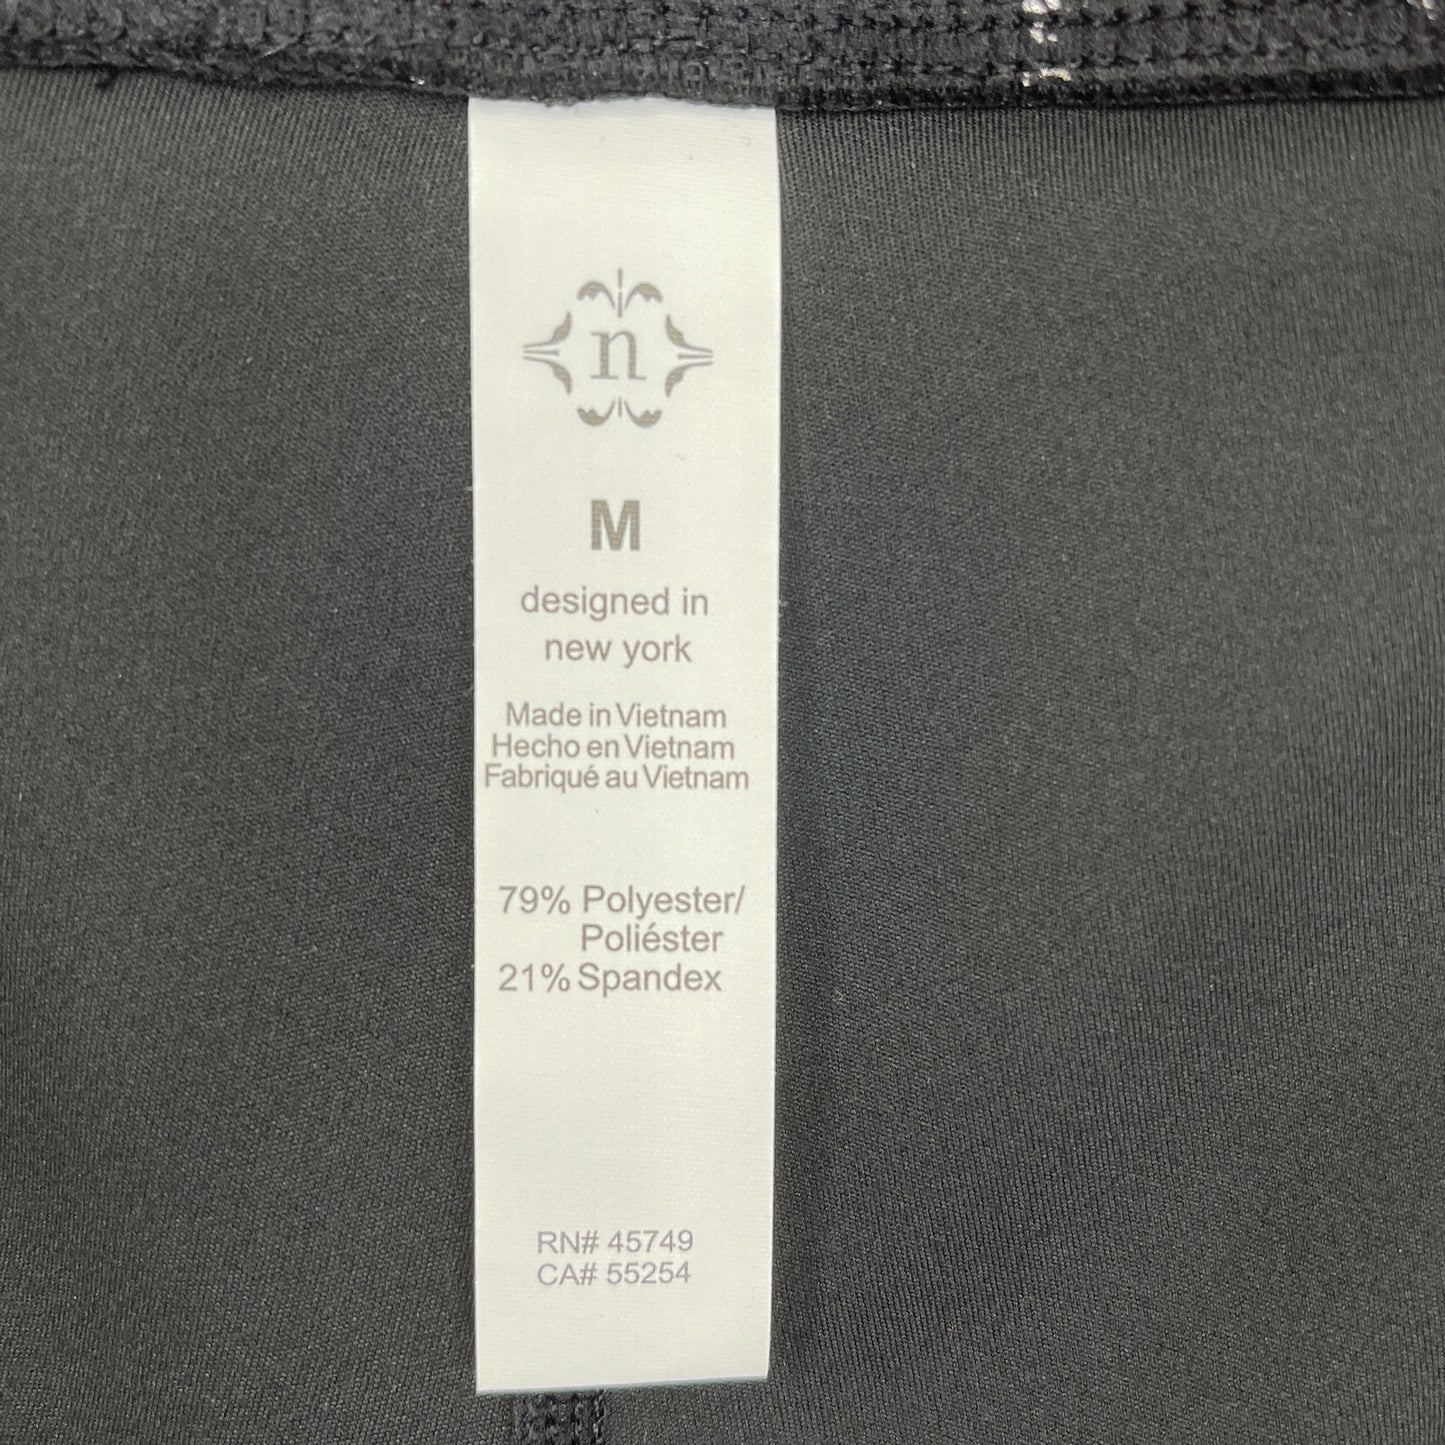 n
M
designed in
new york
Made in Vietnam
Hecho en Vietnam
Fabriqué au Vietnam
79% Polyester/
Poliéster
21% Spandex
RN# 45749
CA# 55254